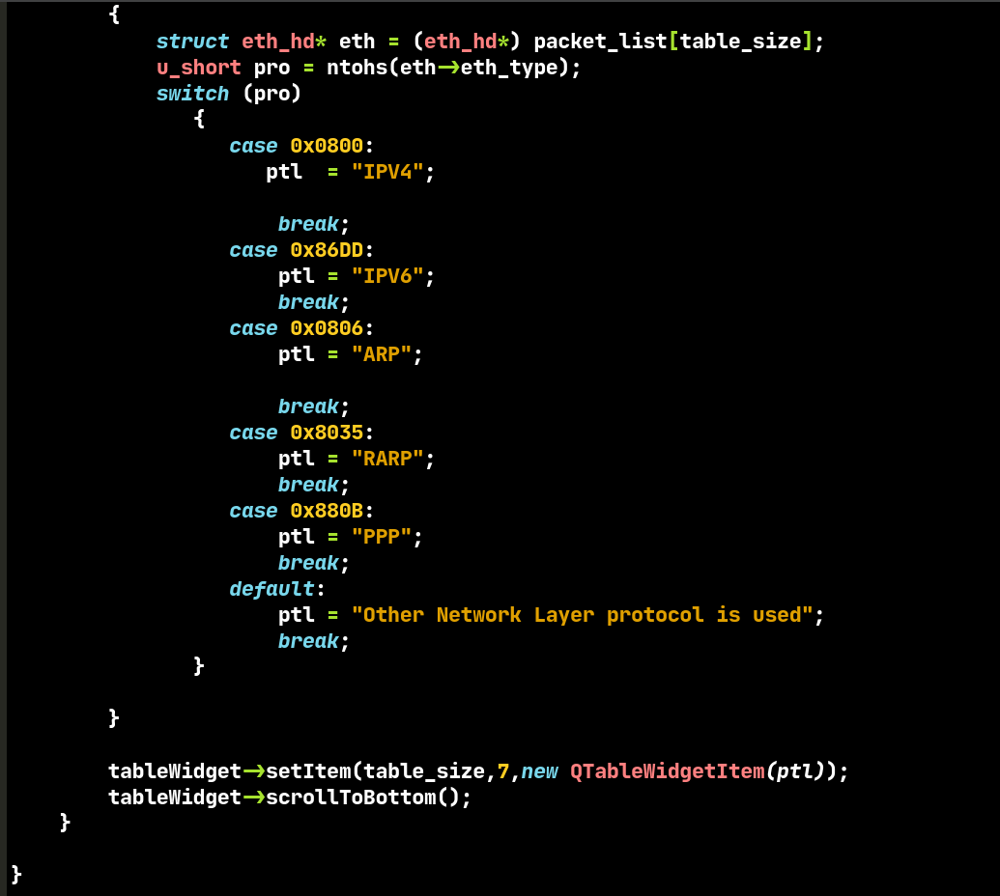 {
struct eth_hd* eth = (eth_hd*) packet_list[table_size];
u_short pro = ntohs(eth->eth_type);
switch (pro)
{
case 0x0800:
ptl  = "IPV4";
break;
case 0x86DD:
ptl = "IPV6";
break;
case 0x0806:
ptl = "ARP";
break;
case 0x8035:
ptl = "RARP";
break;
case 0x880B:
ptl = "PPP";
break;
default:
ptl = "Other Network Layer protocol is used";
break;
}
}
tableWidget->setItem(table_size,7,new QTableWidgetItem(ptl));
tableWidget->scrollToBottom();
}
}